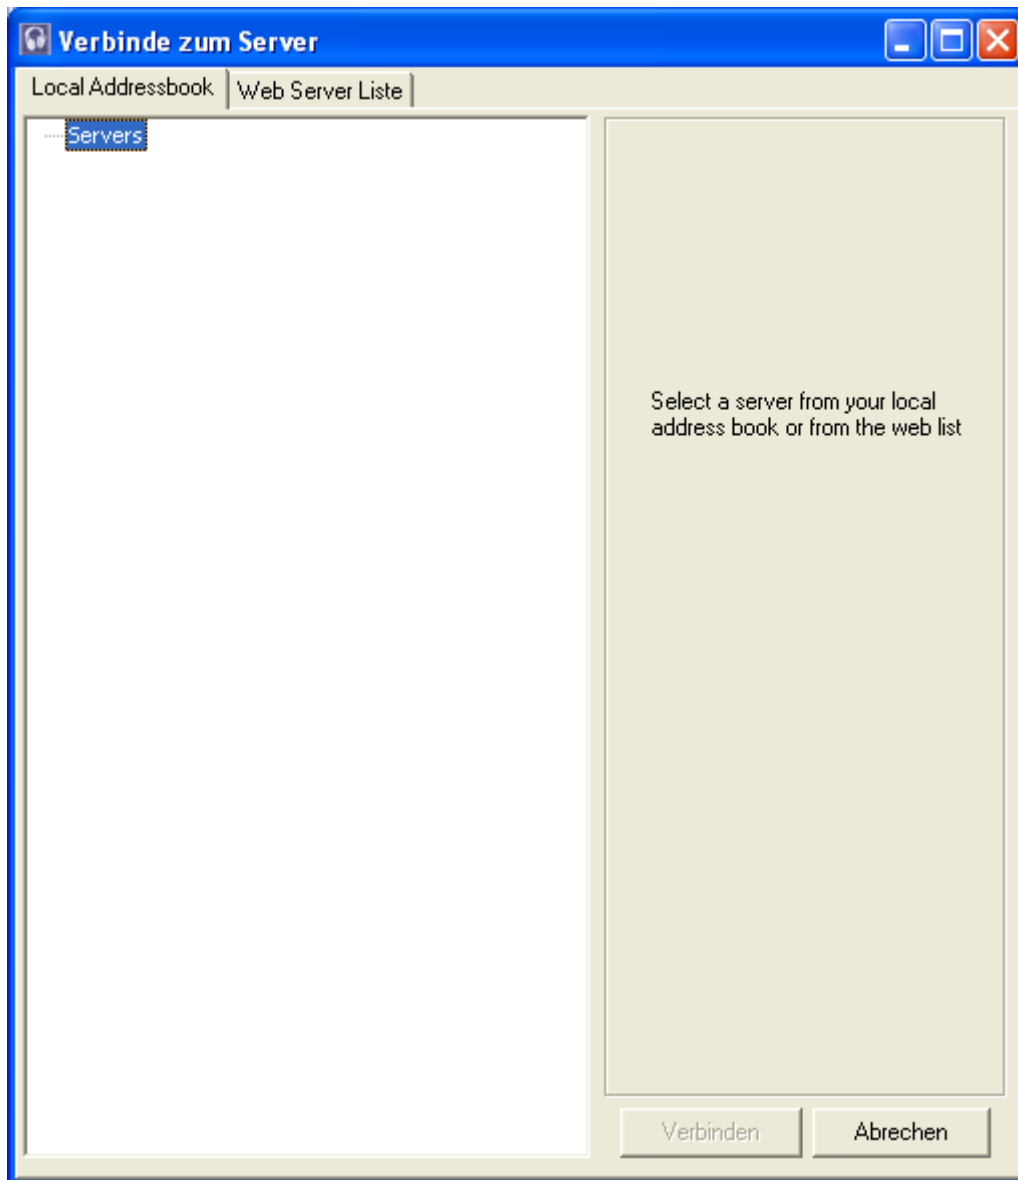 Verbinde zum Server
Local Addressbook Web Server Liste
Servers
Select a server from your local
address book or from the web list
Verbinden Abrechen